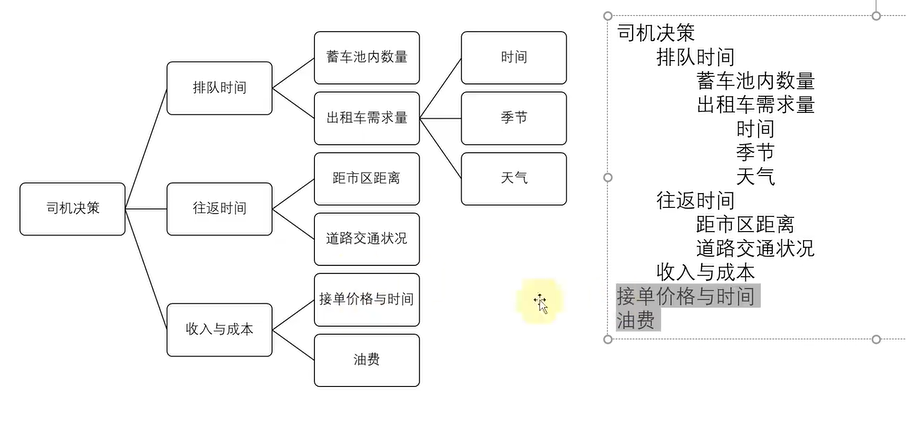 司机决策
排队时间
蓄车池内数量
出租车需求量
时间
季节
天气
往返时间
距市区距离
道路交通状况
收入与成本
接单价格与时间
油费
司机决策
排队时间
蓄车池内数量
出租车需求量
时间
季节
天气
往返时间
距市区距离
道路交通状况
收入与成本
接单价格与时间
油费